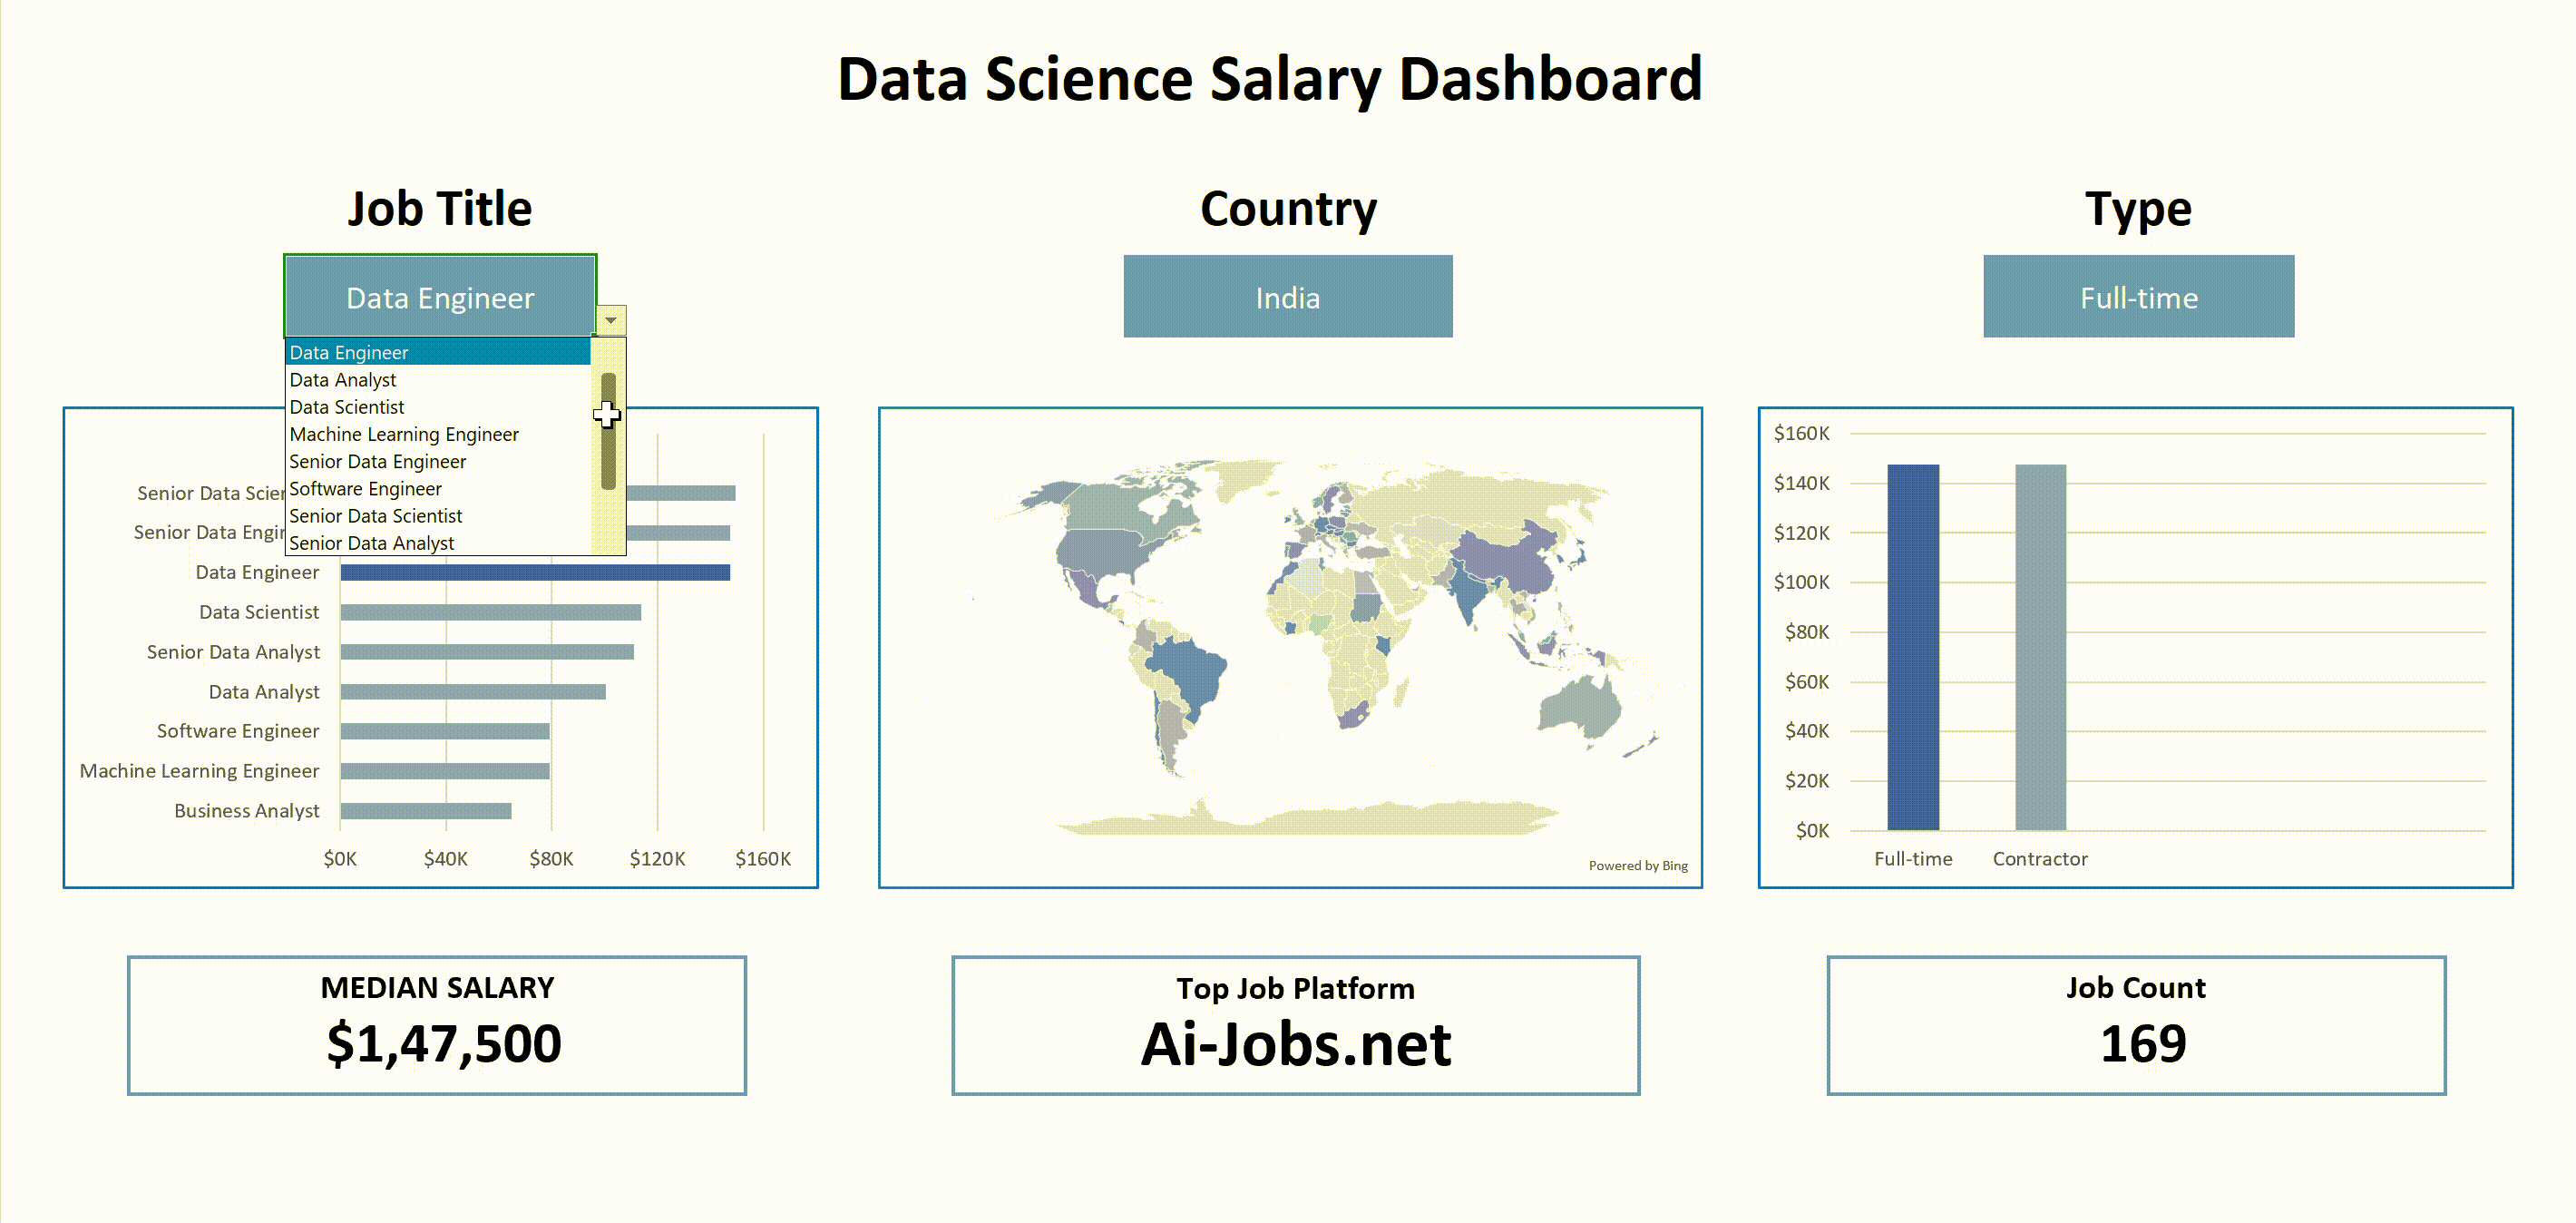 Data Science Salary Dashboard
Job Title
Data Engineer
Data Engineer
Data Analyst
Data Scientist
Machine Learning Engineer
Senior Data Engineer
Software Engineer
Senior Data Scientist
Senior Data Analyst
Senior Data Scien
Senior Data Engir
Data Engineer
Data Scientist
Senior Data Analyst
Data Analyst
Software Engineer
Machine Learning Engineer
Business Analyst
$0K $40K $80K $120K $160K
Country
India
Powered by Bing
Type
Full-time
$160K
$140K
$120K
$100K
$80K
$60K
$40K
$20K
$0K
Full-time Contractor
MEDIAN SALARY
$1,47,500
Top Job Platform
Ai-Jobs.net
Job Count
169